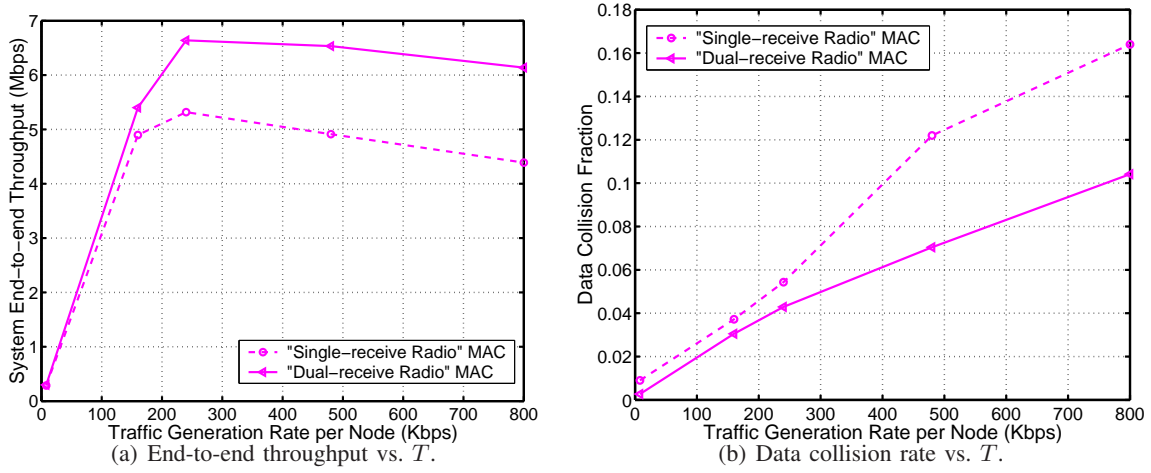 7
6
5
4
3
2
1
0
System End−to−end Throughput (Mbps)
"Single−receive Radio" MAC
"Dual−receive Radio" MAC
0 100 200 300 400 500 600 700 800
Traffic Generation Rate per Node (Kbps)
(a) End-to-end throughput vs. T.
0.18
0.16
0.14
0.12
0.1
0.08
0.06
0.04
0.02
0
Data Collision Fraction
"Single−receive Radio" MAC
"Dual−receive Radio" MAC
0 100 200 300 400 500 600 700 800
Traffic Generation Rate per Node (Kbps)
(b) Data collision rate vs. T.